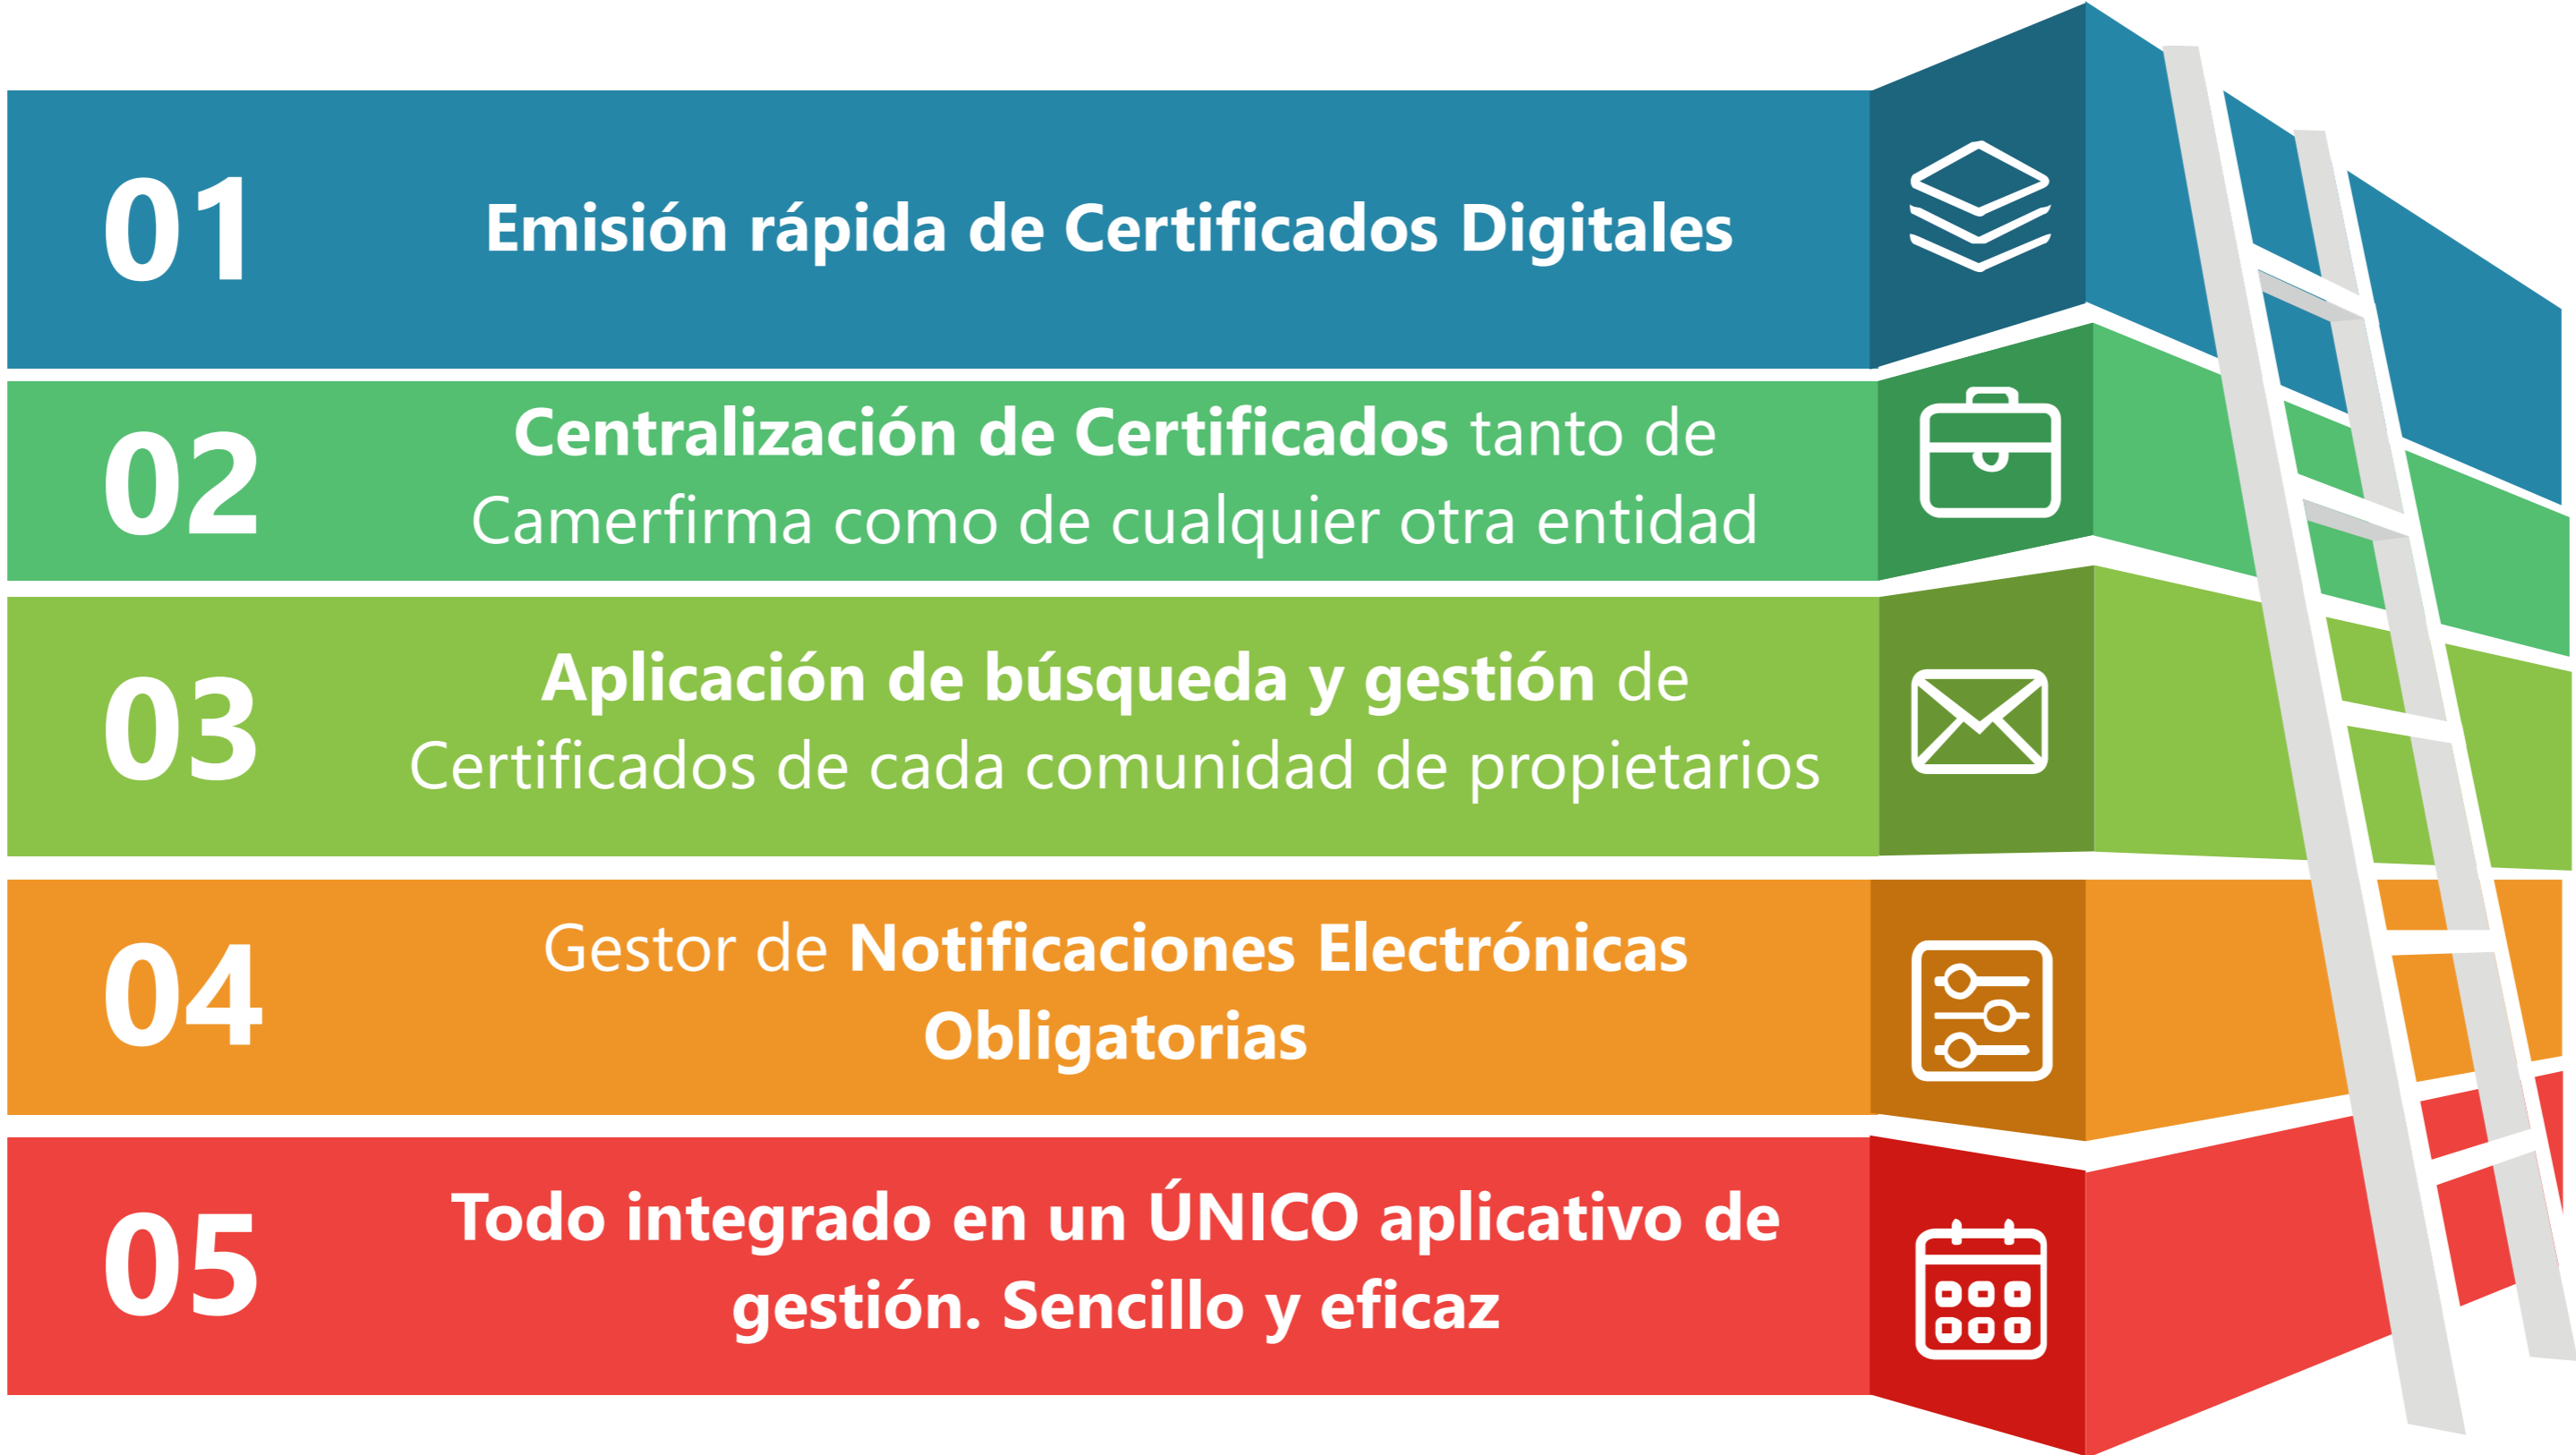 01
Emisión rápida de Certificados Digitales
02
Centralización de Certificados tanto de
Camerfirma como de cualquier otra entidad
03
Aplicación de búsqueda y gestión de
Certificados de cada comunidad de propietarios
04
Gestor de Notificaciones Electrónicas
Obligatorias
05
Todo integrado en un ÚNICO aplicativo de
gestión. Sencillo y eficaz